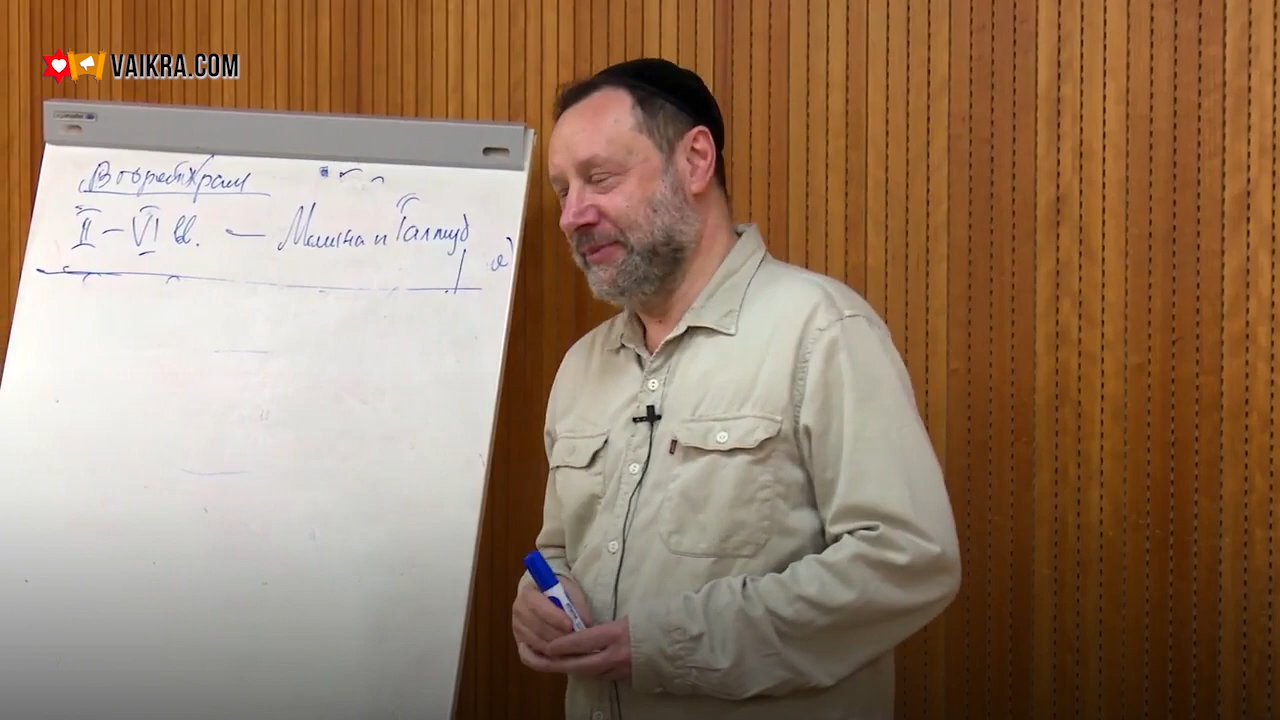 VAIKRA.COM
Второй Храм
II – VI вв. — Мишна и Талмуд